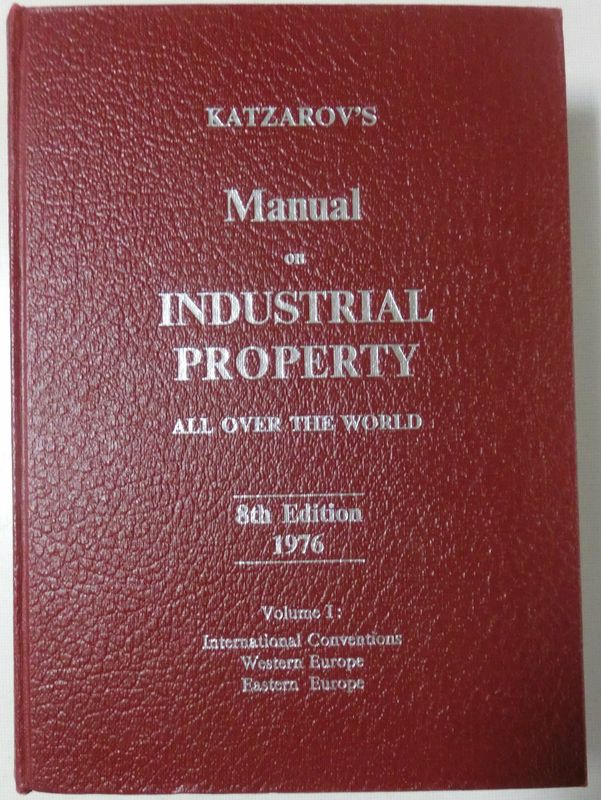 KATZAROV'S
Manual
on
INDUSTRIAL
PROPERTY
ALL OVER THE WORLD
8th Edition
1976
Volume I:
International Conventions
Western Europe
Eastern Europe